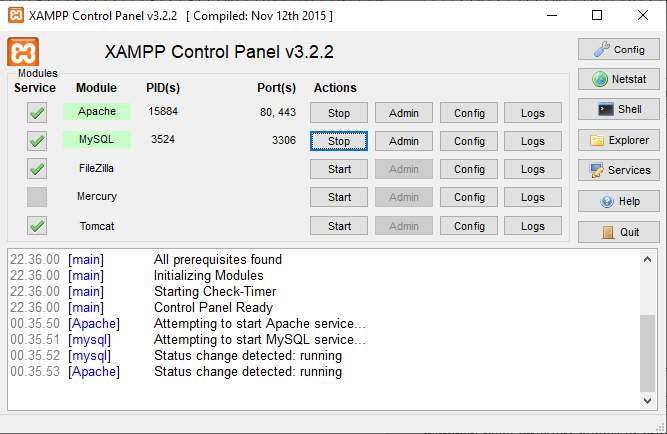 XAMPP Control Panel v3.2.2 [ Compiled: Nov 12th 2015 ]
XAMPP Control Panel v3.2.2
Config
Modules
Service Module PID(s) Port(s) Actions
Netstat
Apache 15884 80, 443 Stop Admin Config Logs
Shell
MySQL 3524 3306 Stop Admin Config Logs
Explorer
FileZilla Start Admin Config Logs
Services
Mercury Start Admin Config Logs
Help
Tomcat Start Admin Config Logs
Quit
22.36.00 [main] All prerequisites found
22.36.00 [main] Initializing Modules
22.36.00 [main] Starting Check-Timer
22.36.00 [main] Control Panel Ready
00.35.50 [Apache] Attempting to start Apache service...
00.35.51 [mysql] Attempting to start MySQL service...
00.35.52 [mysql] Status change detected: running
00.35.53 [Apache] Status change detected: running